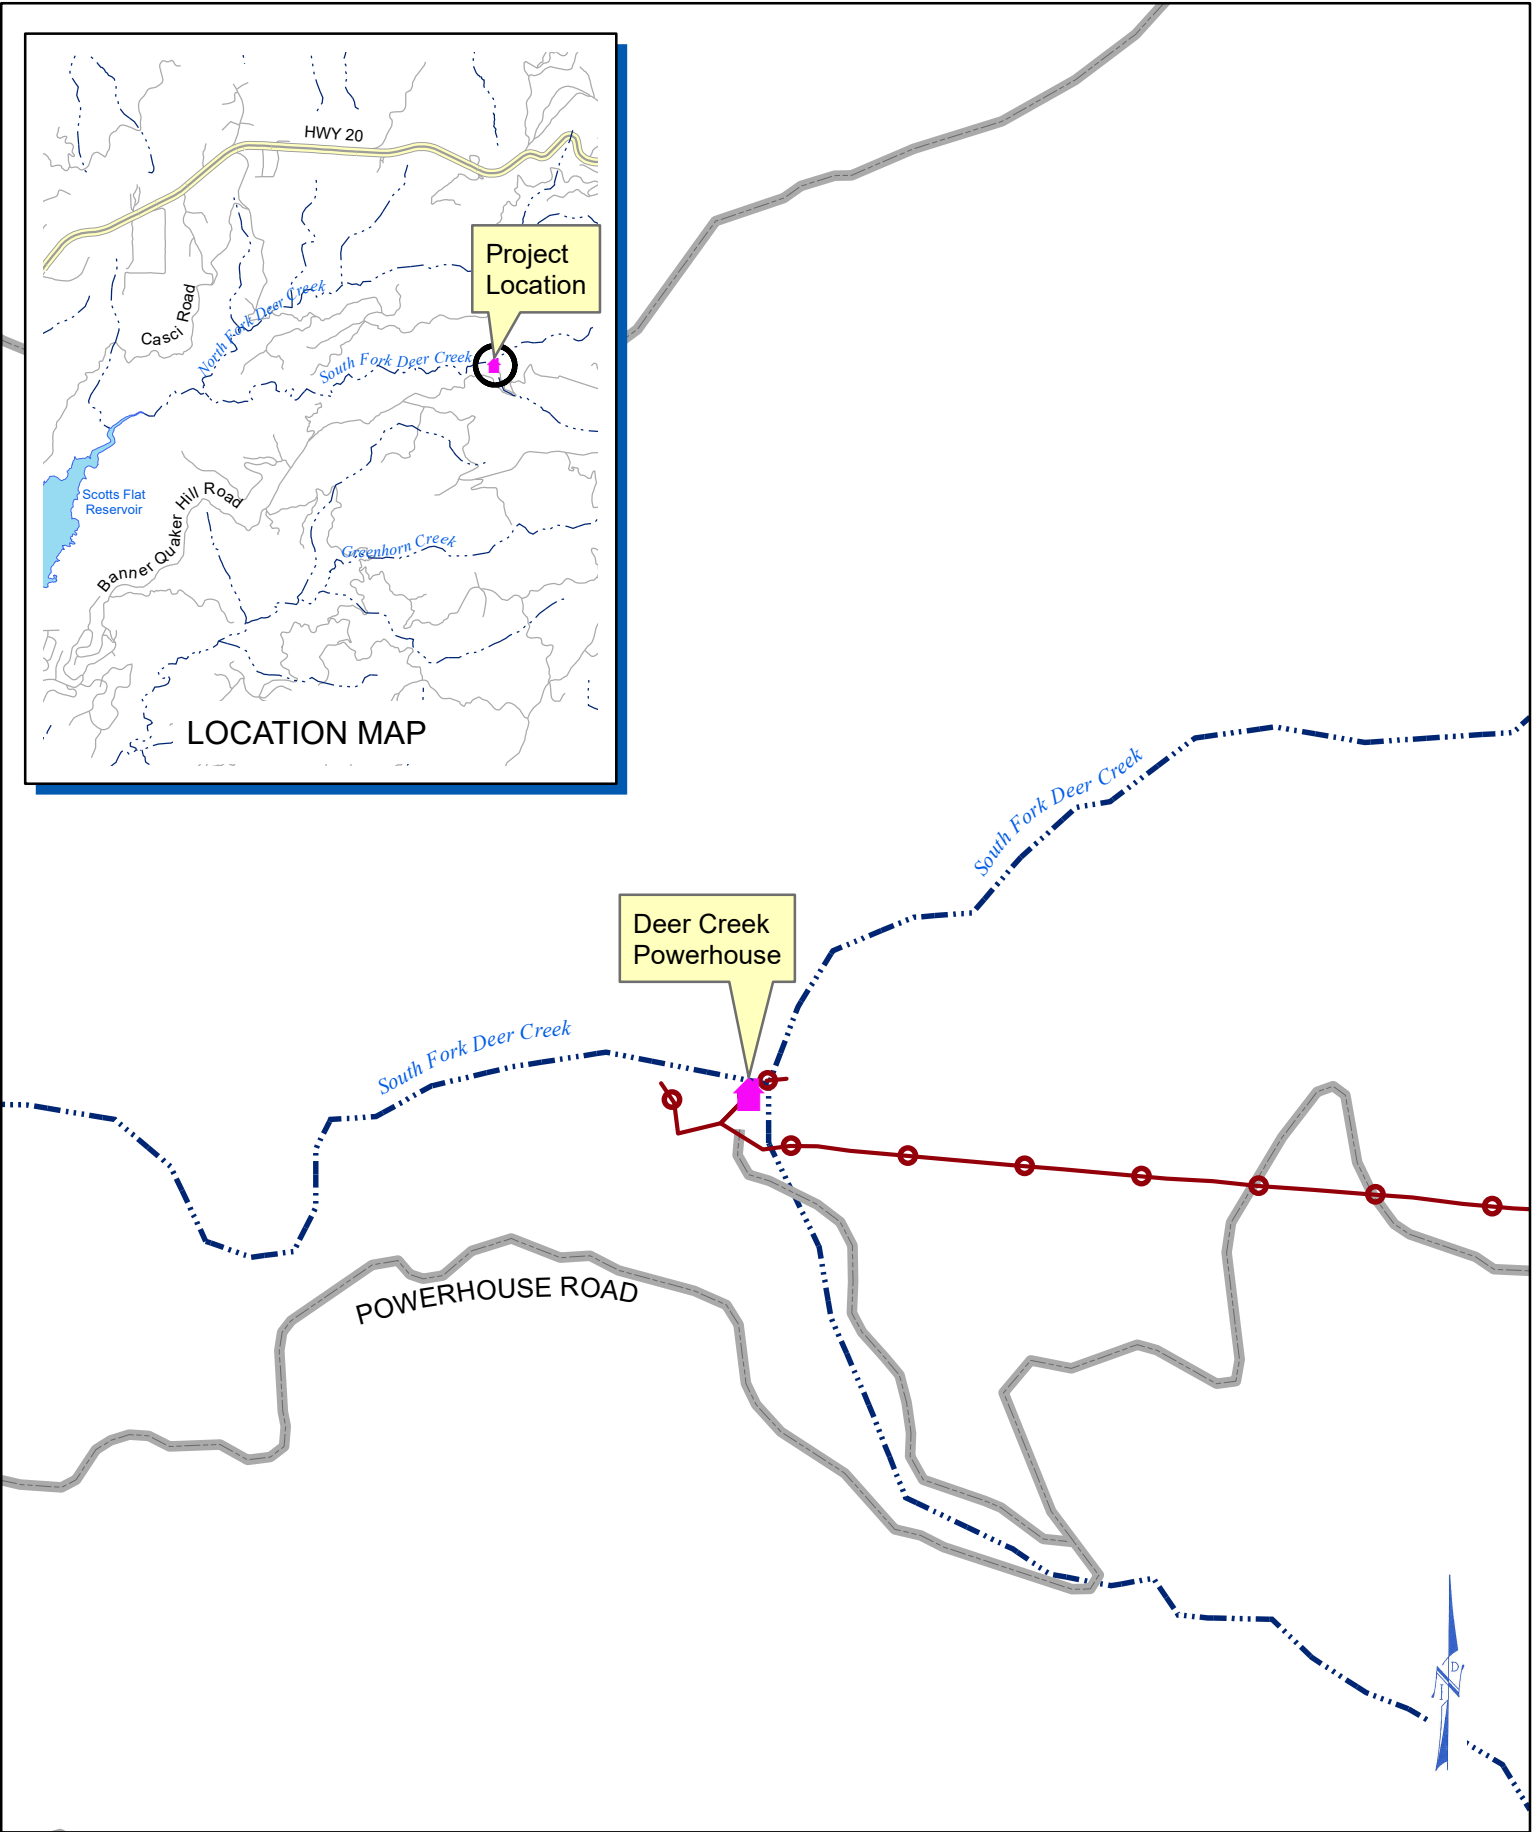 HWY 20
Project
Location
Casci Road
North Fork Deer Creek
South Fork Deer Creek
Scotts Flat
Reservoir
Banner Quaker Hill Road
Greenhorn Creek
LOCATION MAP
South Fork Deer Creek
Deer Creek
Powerhouse
South Fork Deer Creek
POWERHOUSE ROAD
N
I
D